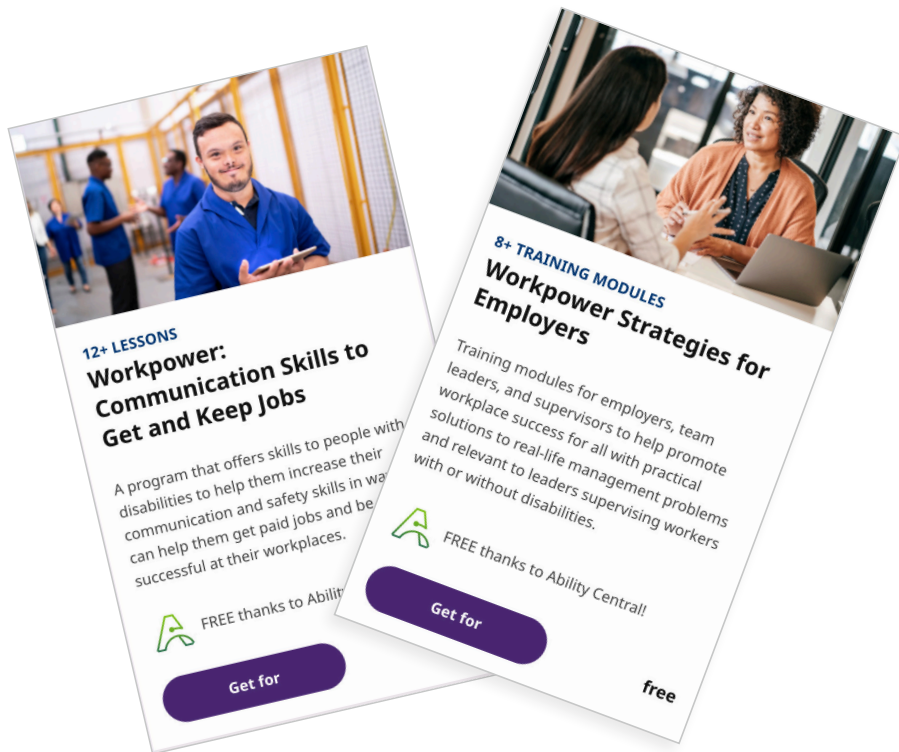 12+ LESSONS
Workpower:
Communication Skills to
Get and Keep Jobs
A program that offers skills to people with
disabilities to help them increase their
communication and safety skills in
can help them get paid jobs and be
successful at their workplaces.
FREE thanks to
Get for
8+ TRAINING MODULES
Workpower Strategies for
Employers
Training modules for employers, team
leaders, and supervisors to help promote
workplace success for all with practical
solutions to real-life management problems
and relevant to leaders supervising workers
with or without disabilities.
FREE thanks to Ability Central!
Get for
free